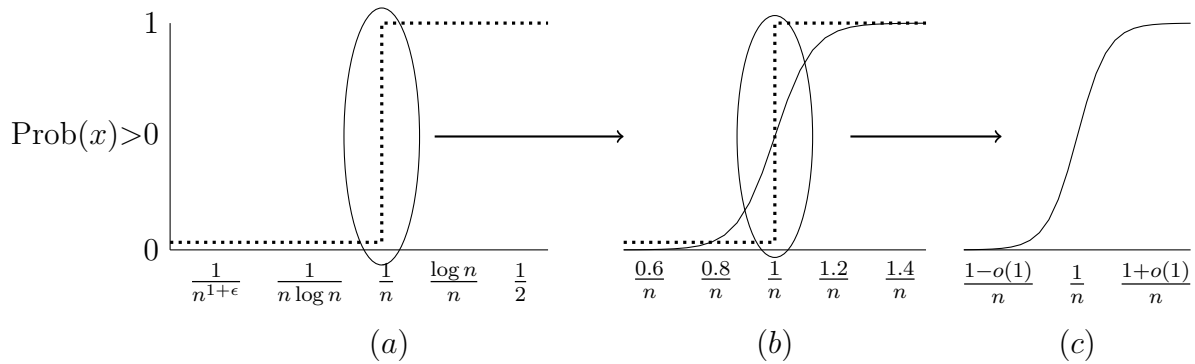 1
Prob(x)>0
0
1/n^{1+ϵ} 1/(n log n) 1/n log n/n 1/2
0.6/n 0.8/n 1/n 1.2/n 1.4/n
(1−o(1))/n 1/n (1+o(1))/n
(a) (b) (c)